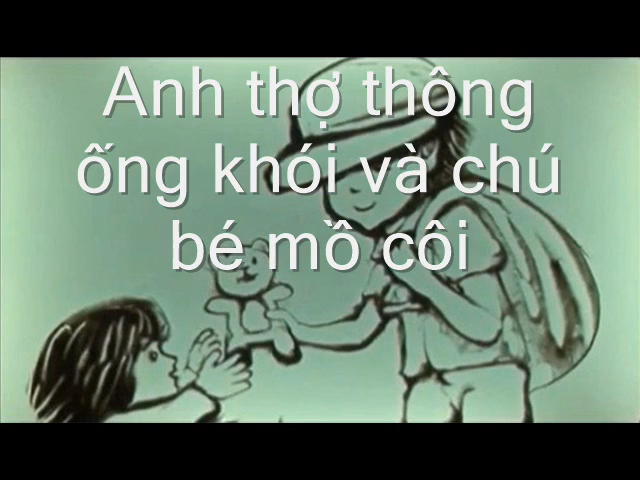 Anh thợ thông
ống khói và chú
bé mồ côi